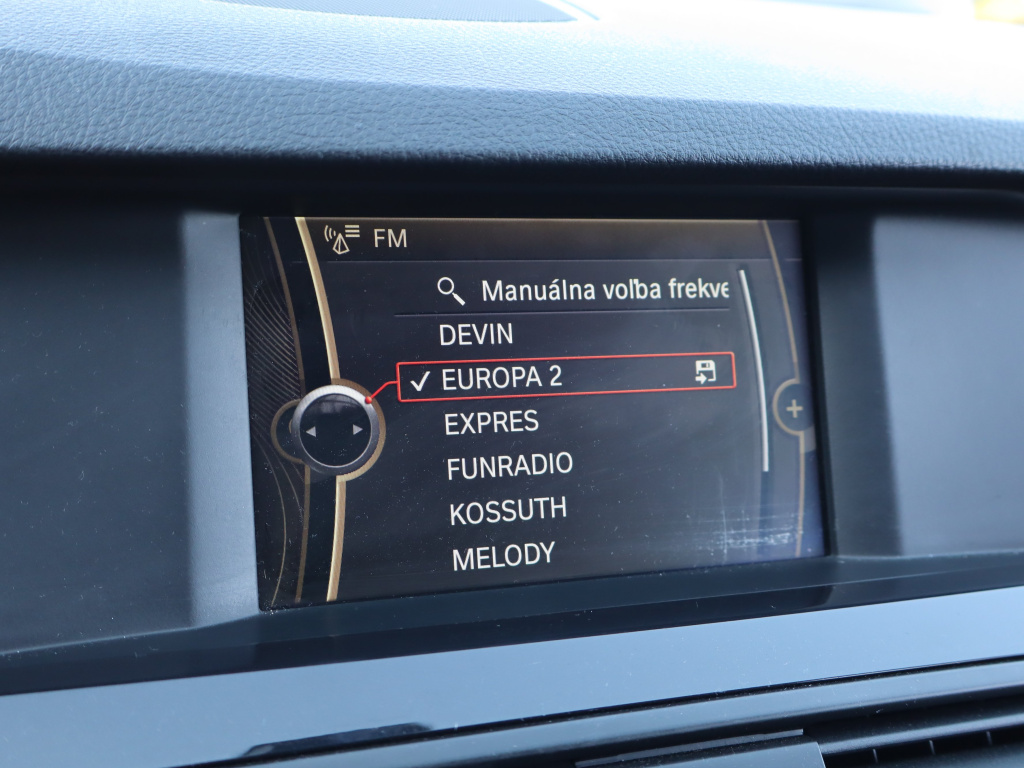 FM
Manuálna voľba frekve
DEVIN
EUROPA 2
EXPRES
FUNRADIO
KOSSUTH
MELODY